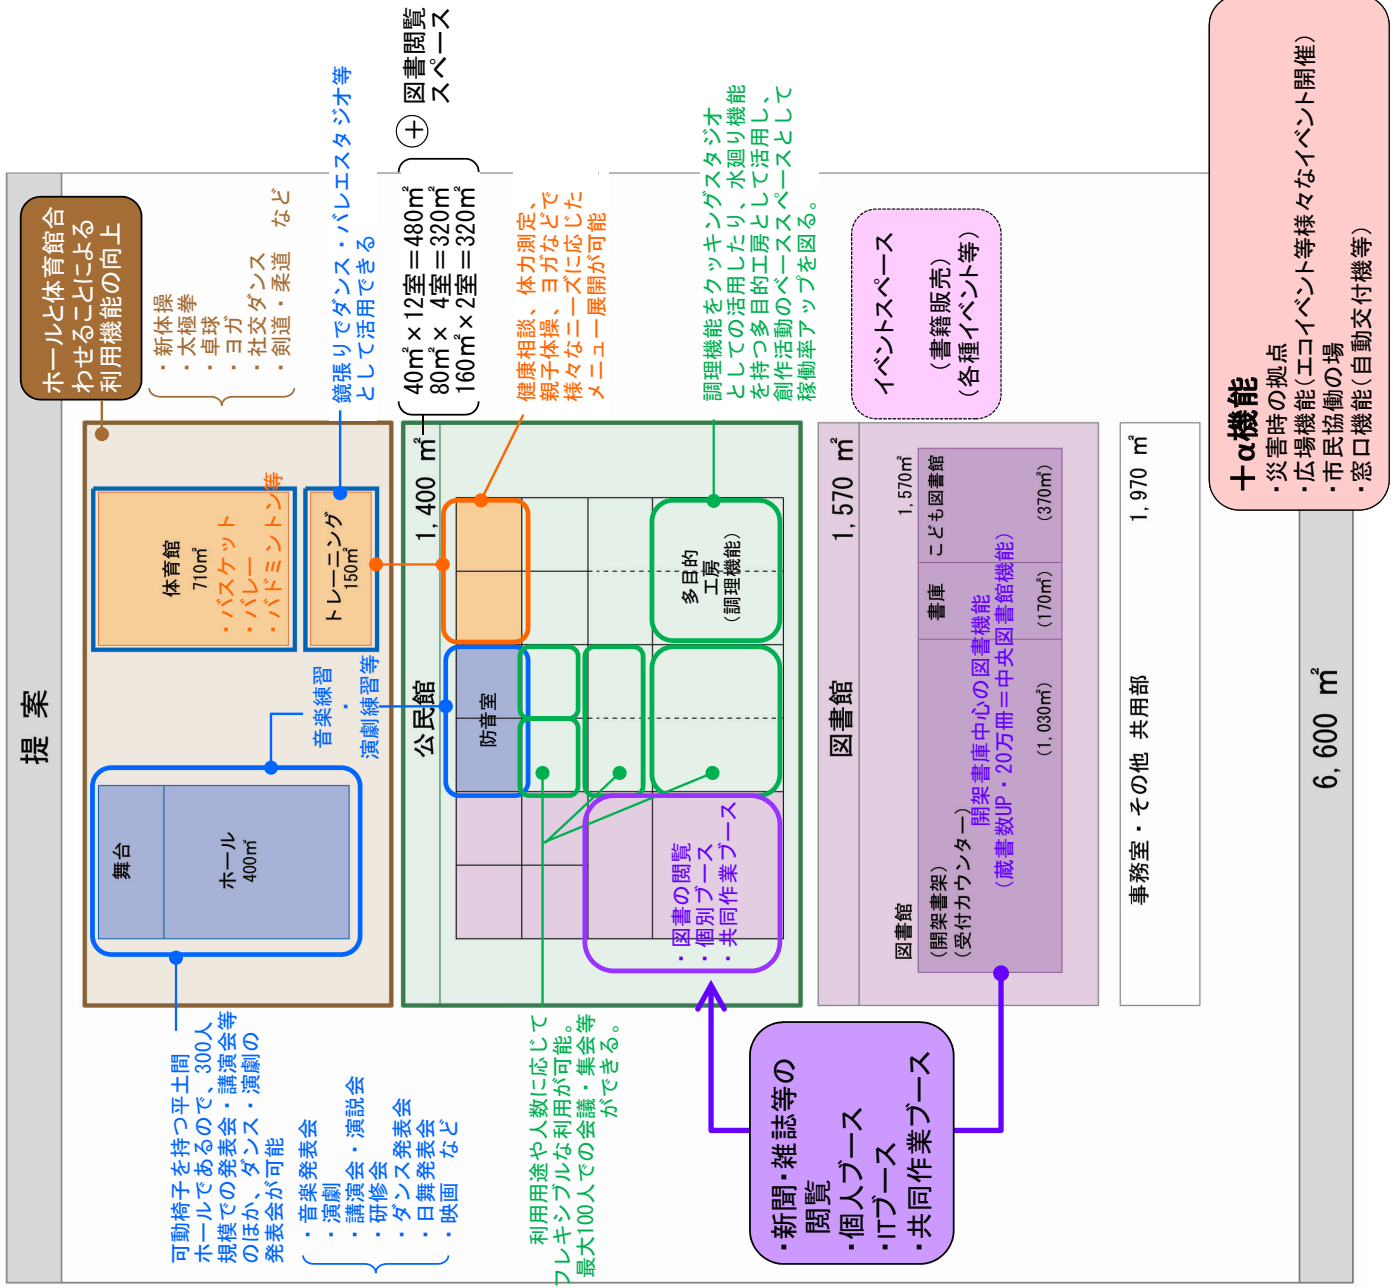 提 案
ホールと体育館合
わせることによる
利用機能の向上
・新体操
・太極拳
・卓球
・ヨガ
・社交ダンス
・剣道・柔道 など
鏡張りでダンス・バレエスタジオ等
として活用できる
体育館
710㎡
・バスケット
・バレー
・バドミントン等
トレーニング
150㎡
音楽練習
・
演劇練習等
舞台
ホール
400㎡
可動椅子を持つ平土間
ホールであるので、300人
規模での発表会・講演会等
のほか、ダンス・演劇の
発表会が可能
・音楽発表会
・演劇
・講演会・演説会
・研修会
・ダンス発表会
・日舞発表会
・映画 など
公民館
1,400 ㎡
40㎡×12室＝480㎡
80㎡× 4室＝320㎡
160㎡×2室＝320㎡
＋
図書閲覧
スペース
健康相談、体力測定、
親子体操、ヨガなどで
様々なニーズに応じた
メニュー展開が可能
防音室
多目的
工房
(調理機能)
調理機能をクッキングスタジオ
としての活用したり、水廻り機能
を持つ多目的工房として活用し、
創作活動のベーススペースとして
稼働率アップを図る。
・図書の閲覧
・個別ブース
・共同作業ブース
利用用途や人数に応じて
フレキシブルな利用が可能。
最大100人での会議・集会等
ができる。
図書館
1,570 ㎡
図書館
1,570㎡
(開架書架)
(受付カウンター)
書庫
こども図書館
開架書庫中心の図書機能
(蔵書数UP・20万冊＝中央図書館機能)
(1,030㎡)
(170㎡)
(370㎡)
イベントスペース
(書籍販売)
(各種イベント等)
・新聞・雑誌等の
閲覧
・個人ブース
・ITブース
・共同作業ブース
事務室・その他 共用部
1,970 ㎡
6,600 ㎡
＋α機能
・災害時の拠点
・広場機能(エコイベント等様々なイベント開催)
・市民協働の場
・窓口機能(自動交付機等)